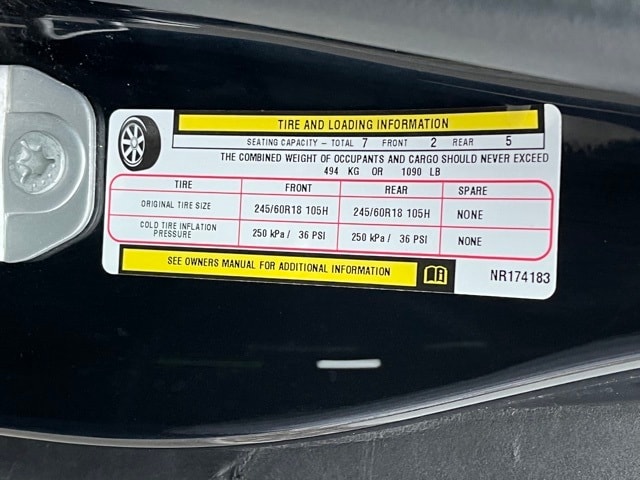 TIRE AND LOADING INFORMATION
SEATING CAPACITY - TOTAL 7 FRONT 2 REAR 5
THE COMBINED WEIGHT OF OCCUPANTS AND CARGO SHOULD NEVER EXCEED
494 KG OR 1090 LB
TIRE FRONT REAR SPARE
ORIGINAL TIRE SIZE 245/60R18 105H 245/60R18 105H NONE
COLD TIRE INFLATION PRESSURE 250 kPa / 36 PSI 250 kPa / 36 PSI NONE
SEE OWNERS MANUAL FOR ADDITIONAL INFORMATION NR174183